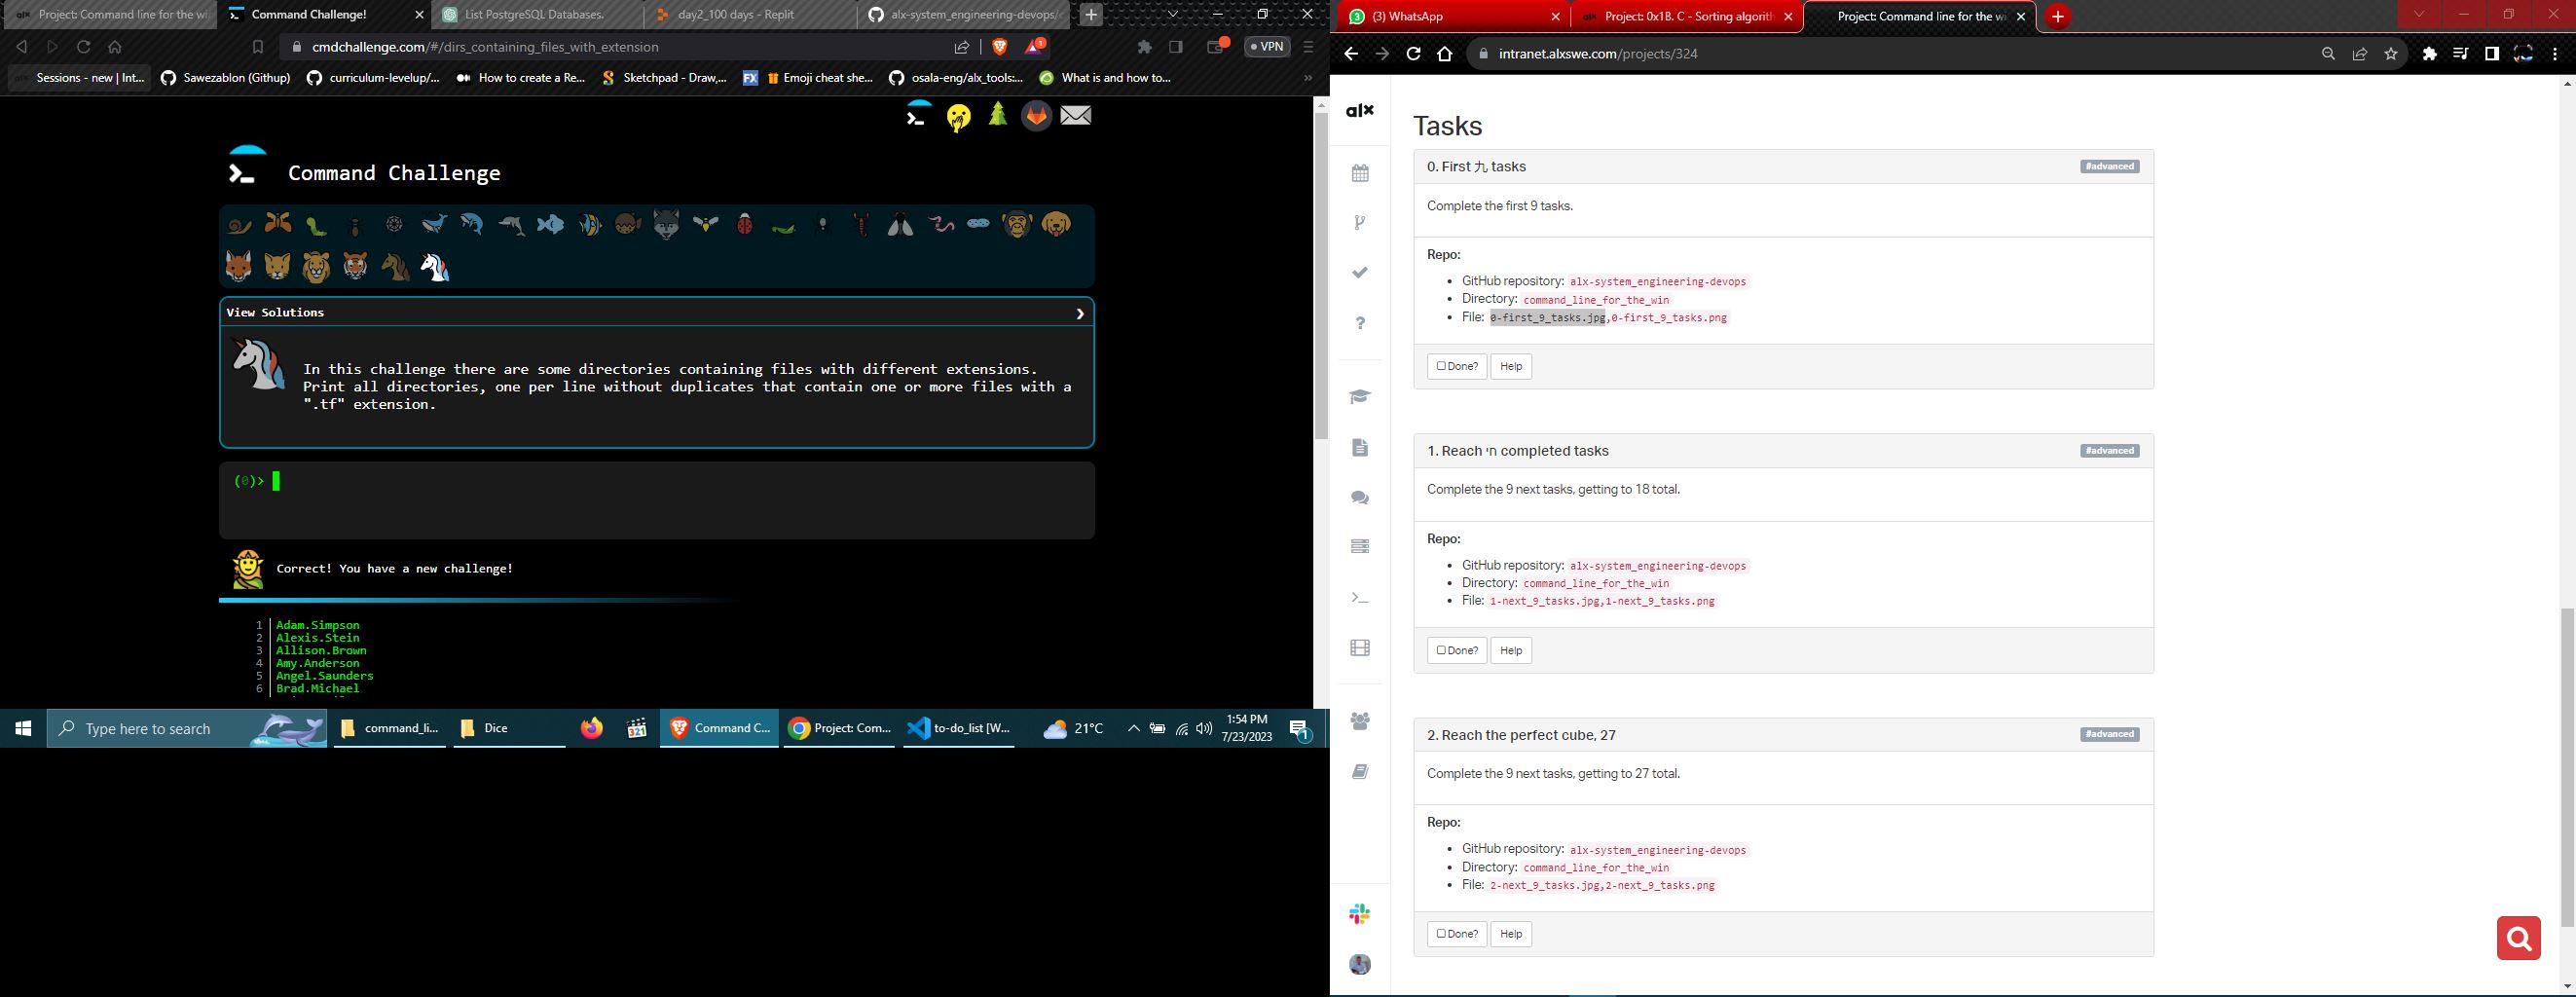 Project: Command line for the wi
Command Challenge!
List PostgreSQL Databases.
day2_100 days - Replit
alx-system_engineering-devops/c
cmdchallenge.com/#/dirs_containing_files_with_extension
VPN
Sessions - new | Int...
Sawezablon (Githup)
curriculum-levelup/...
How to create a Re...
Sketchpad - Draw,...
FX
Emoji cheat she...
osala-eng/alx_tools:...
What is and how to...
Command Challenge
View Solutions
In this challenge there are some directories containing files with different extensions.
Print all directories, one per line without duplicates that contain one or more files with a
".tf" extension.
(0)>
Correct! You have a new challenge!
1 Adam.Simpson
2 Alexis.Stein
3 Allison.Brown
4 Amy.Anderson
5 Angel.Saunders
6 Brad.Michael
Type here to search
command_li...
Dice
321
Command C...
Project: Com...
to-do_list [W...
21°C
1:54 PM
7/23/2023
1
(3) WhatsApp
Project: 0x1B. C - Sorting algorith
Project: Command line for the wi
intranet.alxswe.com/projects/324
alx
Tasks
0. First 九 tasks
#advanced
Complete the first 9 tasks.
Repo:
GitHub repository: alx-system_engineering-devops
Directory: command_line_for_the_win
File: 0-first_9_tasks.jpg,0-first_9_tasks.png
Done?
Help
1. Reach חי completed tasks
#advanced
Complete the 9 next tasks, getting to 18 total.
Repo:
GitHub repository: alx-system_engineering-devops
Directory: command_line_for_the_win
File: 1-next_9_tasks.jpg,1-next_9_tasks.png
Done?
Help
2. Reach the perfect cube, 27
#advanced
Complete the 9 next tasks, getting to 27 total.
Repo:
GitHub repository: alx-system_engineering-devops
Directory: command_line_for_the_win
File: 2-next_9_tasks.jpg,2-next_9_tasks.png
Done?
Help